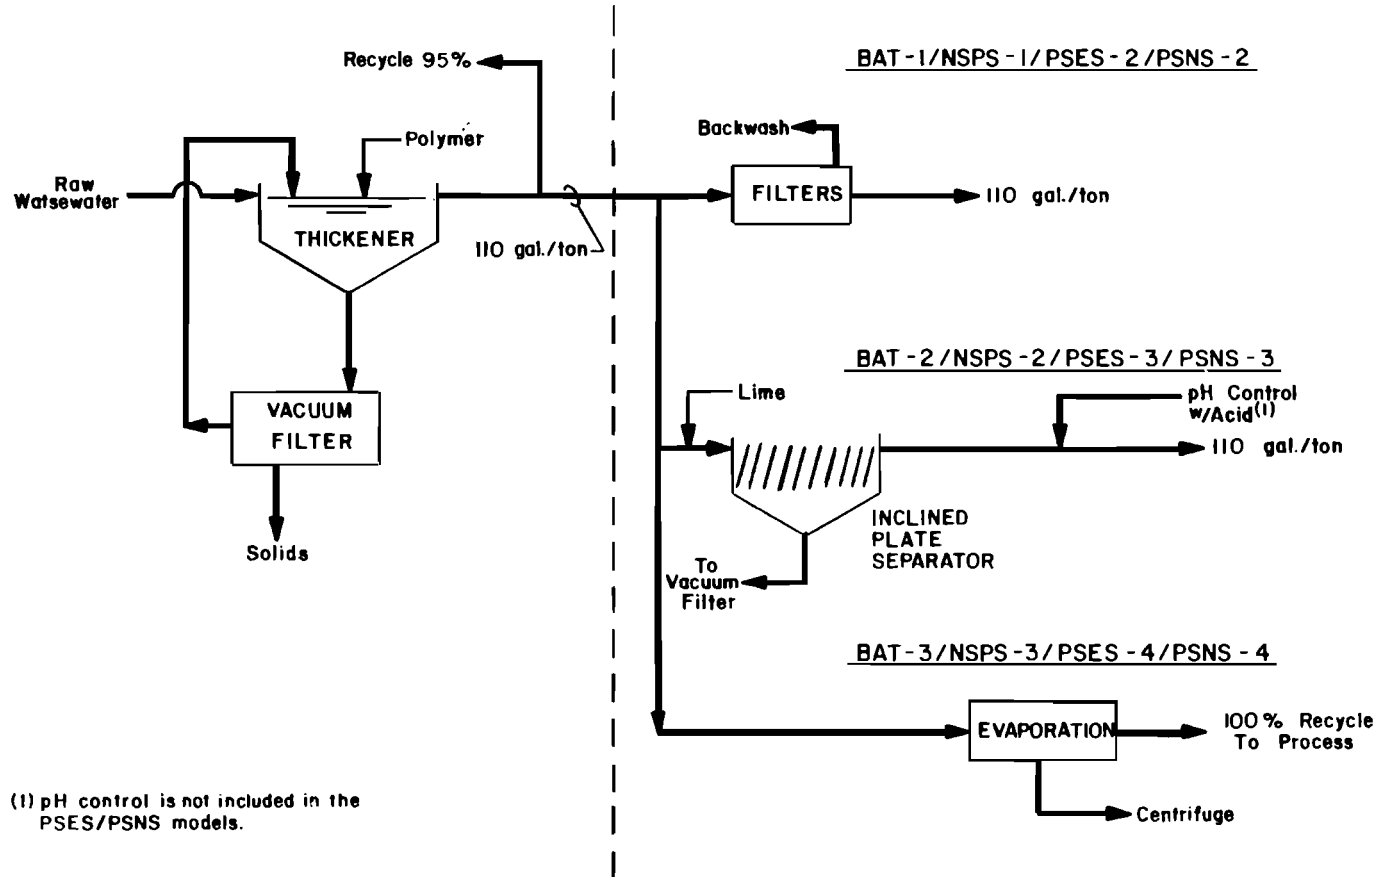 Recycle 95%
Polymer
Raw
Watsewater
THICKENER
110 gal./ton
VACUUM
FILTER
Solids
(1) pH control is not included in the
PSES/PSNS models.
BAT-1/NSPS-1/PSES-2/PSNS-2
Backwash
FILTERS
110 gal./ton
BAT-2/NSPS-2/PSES-3/PSNS-3
Lime
pH Control
w/Acid(1)
110 gal./ton
INCLINED
PLATE
SEPARATOR
To
Vacuum
Filter
BAT-3/NSPS-3/PSES-4/PSNS-4
EVAPORATION
100% Recycle
To Process
Centrifuge